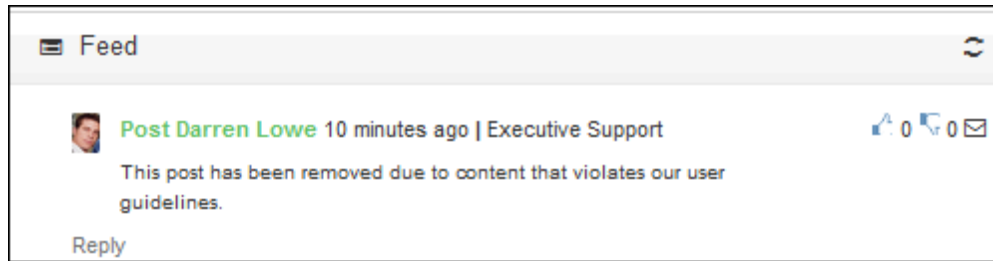 Feed
Post Darren Lowe 10 minutes ago | Executive Support 0 0
This post has been removed due to content that violates our user
guidelines.
Reply